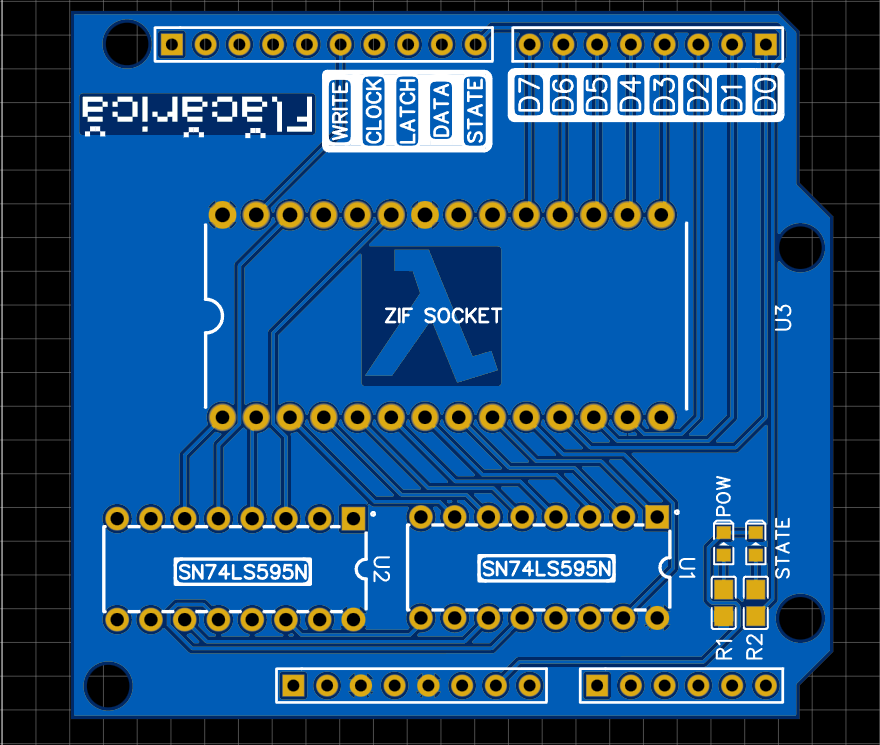 Flăcărică
WRITE
CLOCK
LATCH
DATA
STATE
D7
D6
D5
D4
D3
D2
D1
D0
ZIF SOCKET
U3
POW
STATE
SN74LS595N
U2
SN74LS595N
U1
R1
R2